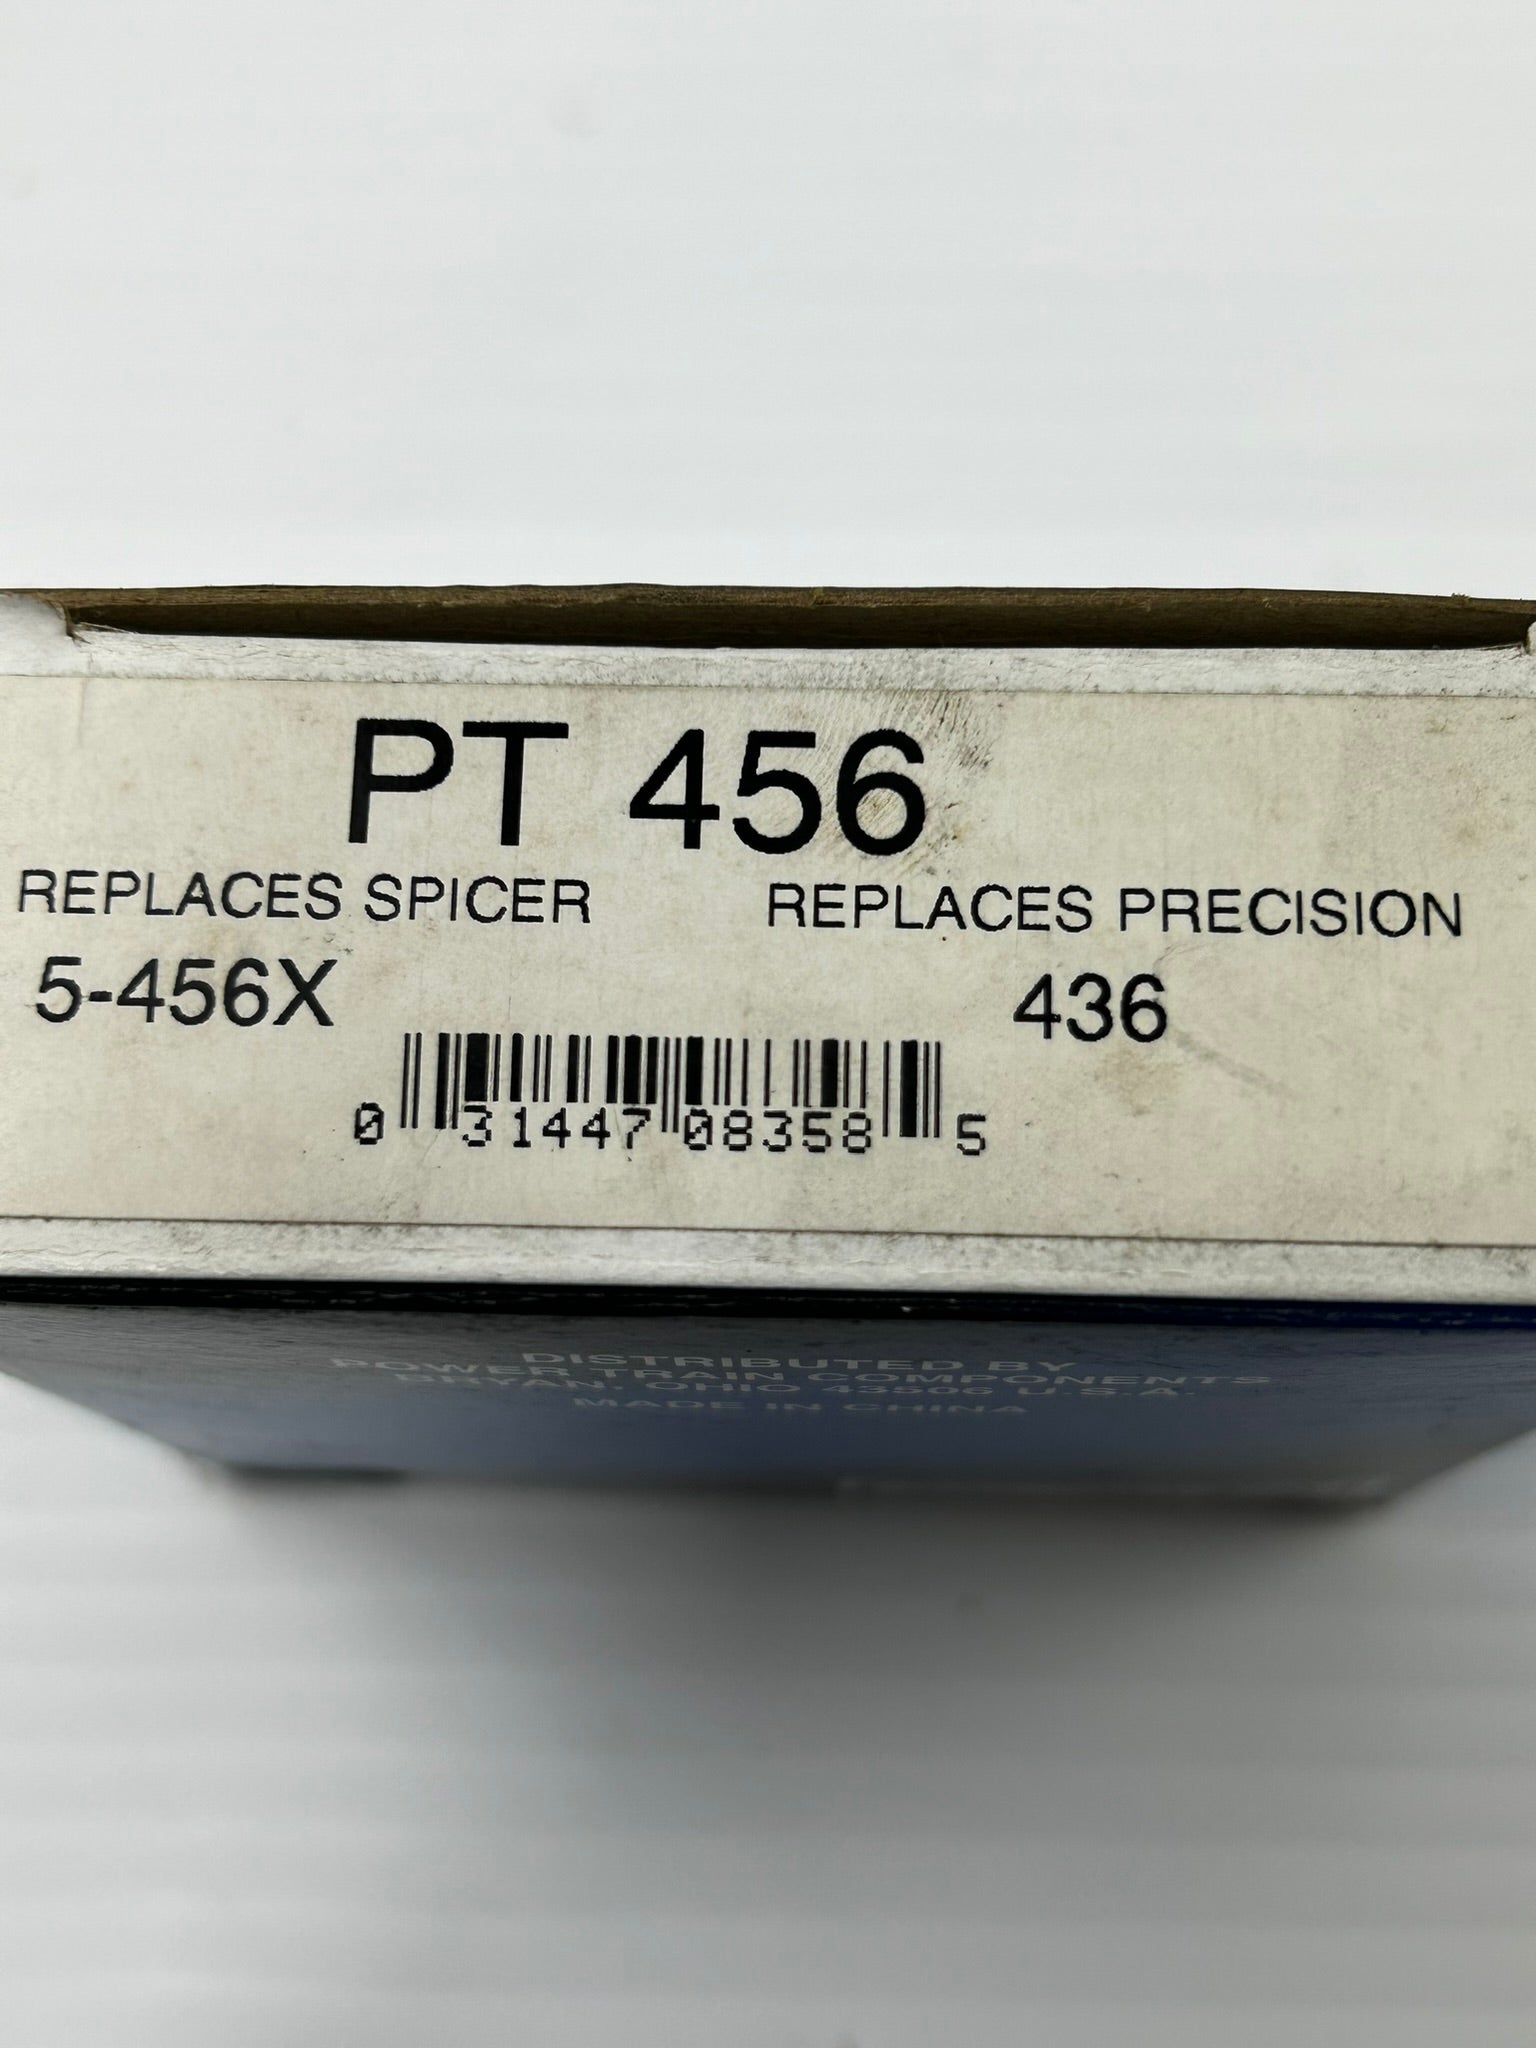 PT 456
REPLACES SPICER REPLACES PRECISION
5-456X 436
0 31447 08358 5
DISTRIBUTED BY
POWER TRAIN COMPONENTS
BRYAN, OHIO 43506 U.S.A.
MADE IN CHINA